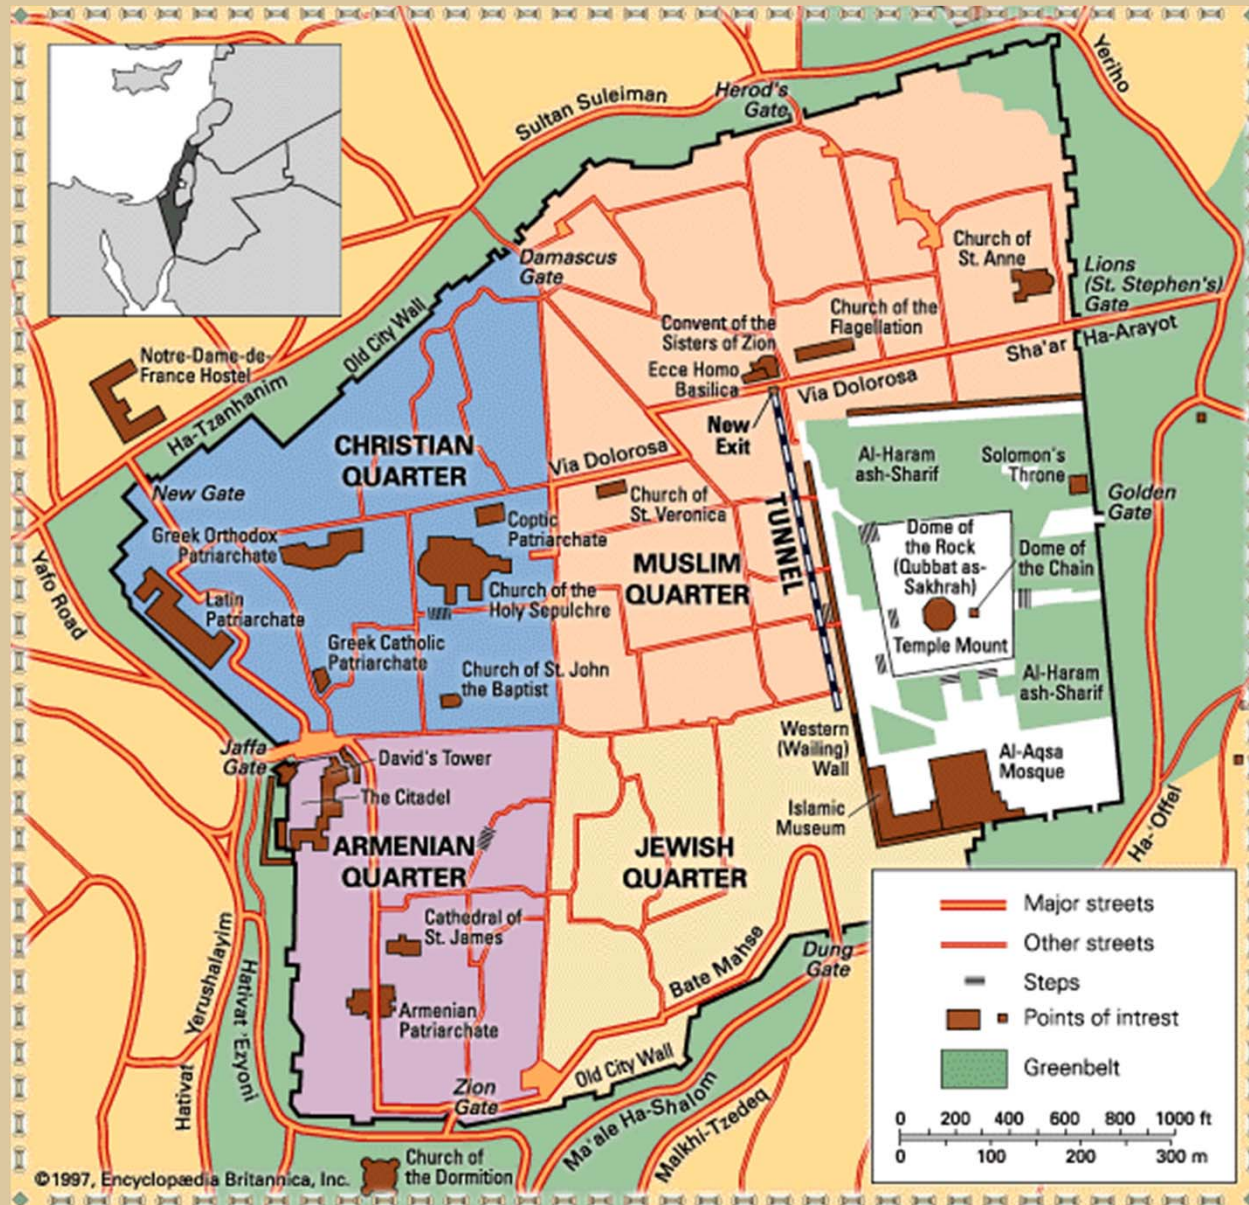 Sultan Suleiman
Herod's
Gate
Yeriho
Damascus
Gate
Church of
St. Anne
Lions
(St. Stephen's)
Gate
Old City Wall
Convent of the
Sisters of Zion
Church of the
Flagellation
Ecce Homo
Basilica
Sha'ar Ha-Arayot
Via Dolorosa
Notre-Dame-de-
France Hostel
Ha-Tzanhanim
New
Exit
CHRISTIAN
QUARTER
Via Dolorosa
Al-Haram
ash-Sharif
Solomon's
Throne
New Gate
Church of
St. Veronica
TUNNEL
Golden
Gate
Greek Orthodox
Patriarchate
Coptic
Patriarchate
Dome of
the Rock
(Qubbat as-
Sakhrah)
Dome of
the Chain
MUSLIM
QUARTER
Yafo Road
Latin
Patriarchate
Church of the
Holy Sepulchre
Temple Mount
Greek Catholic
Patriarchate
Church of St. John
the Baptist
Al-Haram
ash-Sharif
Jaffa
Gate
David's Tower
The Citadel
Western
(Wailing)
Wall
Al-Aqsa
Mosque
Islamic
Museum
ARMENIAN
QUARTER
JEWISH
QUARTER
Ha-'Offel
Cathedral of
St. James
Bate Mahse
Dung
Gate
Hativat Yerushalayim
Hativat 'Ezyoni
Armenian
Patriarchate
Zion
Gate
Old City Wall
Ma'ale Ha-Shalom
Malkhi-Tzedeq
Church of
the Dormition
Major streets
Other streets
Steps
Points of intrest
Greenbelt
0 200 400 600 800 1000 ft
0 100 200 300 m
©1997, Encyclopædia Britannica, Inc.